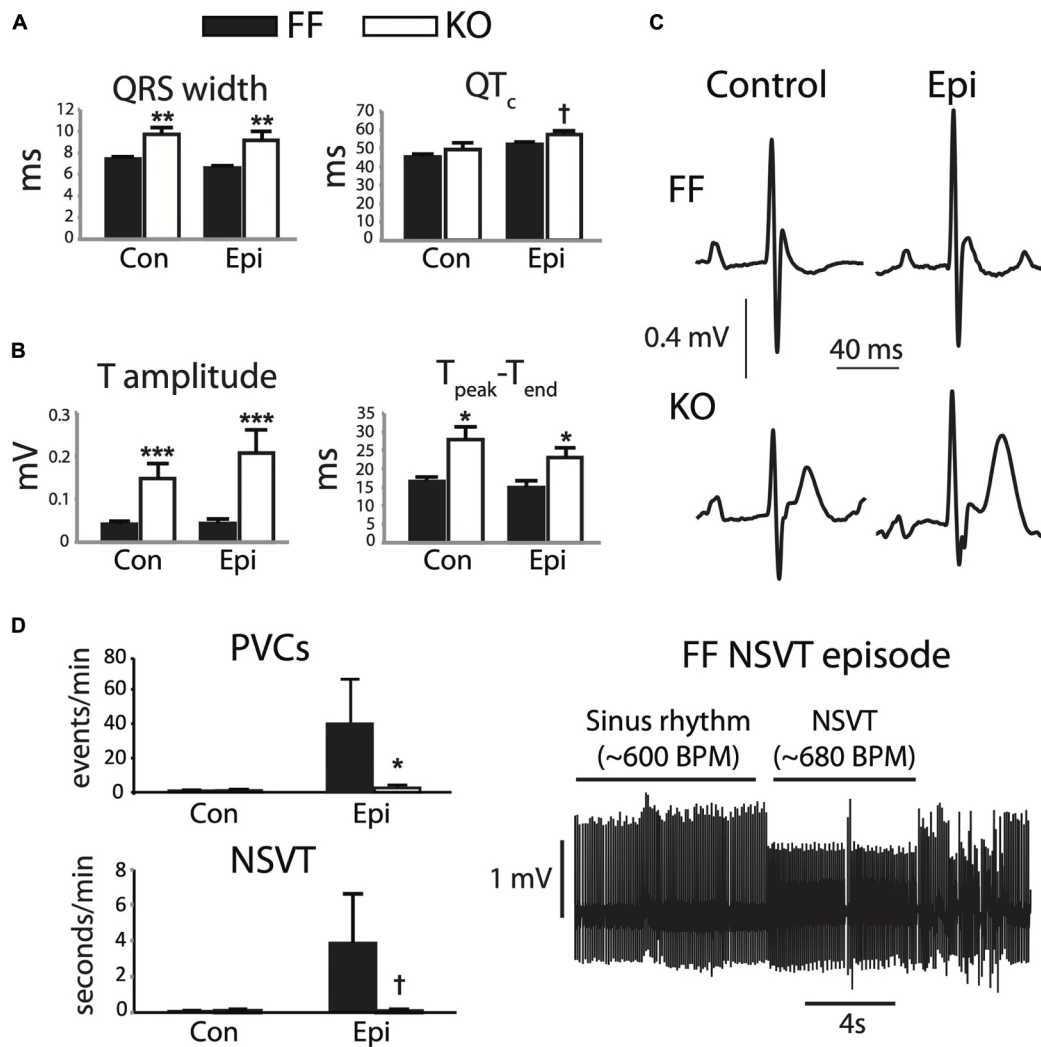 A
FF KO
QRS width
ms
12
10
8
6
4
2
0
** **
Con Epi
QTc
ms
70
60
50
40
30
20
10
0
†
Con Epi
B
T amplitude
mV
0.3
0.2
0.1
0
*** ***
Con Epi
Tpeak-Tend
ms
35
30
25
20
15
10
5
0
* *
Con Epi
C
Control Epi
FF
0.4 mV 40 ms
KO
D
PVCs
events/min
80
60
40
20
0
*
Con Epi
NSVT
seconds/min
8
6
4
2
0
†
Con Epi
FF NSVT episode
Sinus rhythm NSVT
(~600 BPM) (~680 BPM)
1 mV
4s